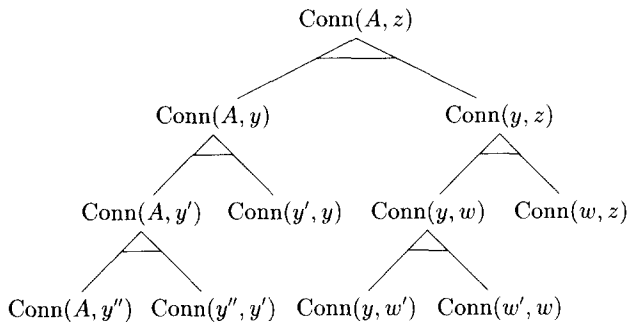 Conn(A, z)
Conn(A, y) Conn(y, z)
Conn(A, y′) Conn(y′, y) Conn(y, w) Conn(w, z)
Conn(A, y″) Conn(y″, y′) Conn(y, w′) Conn(w′, w)